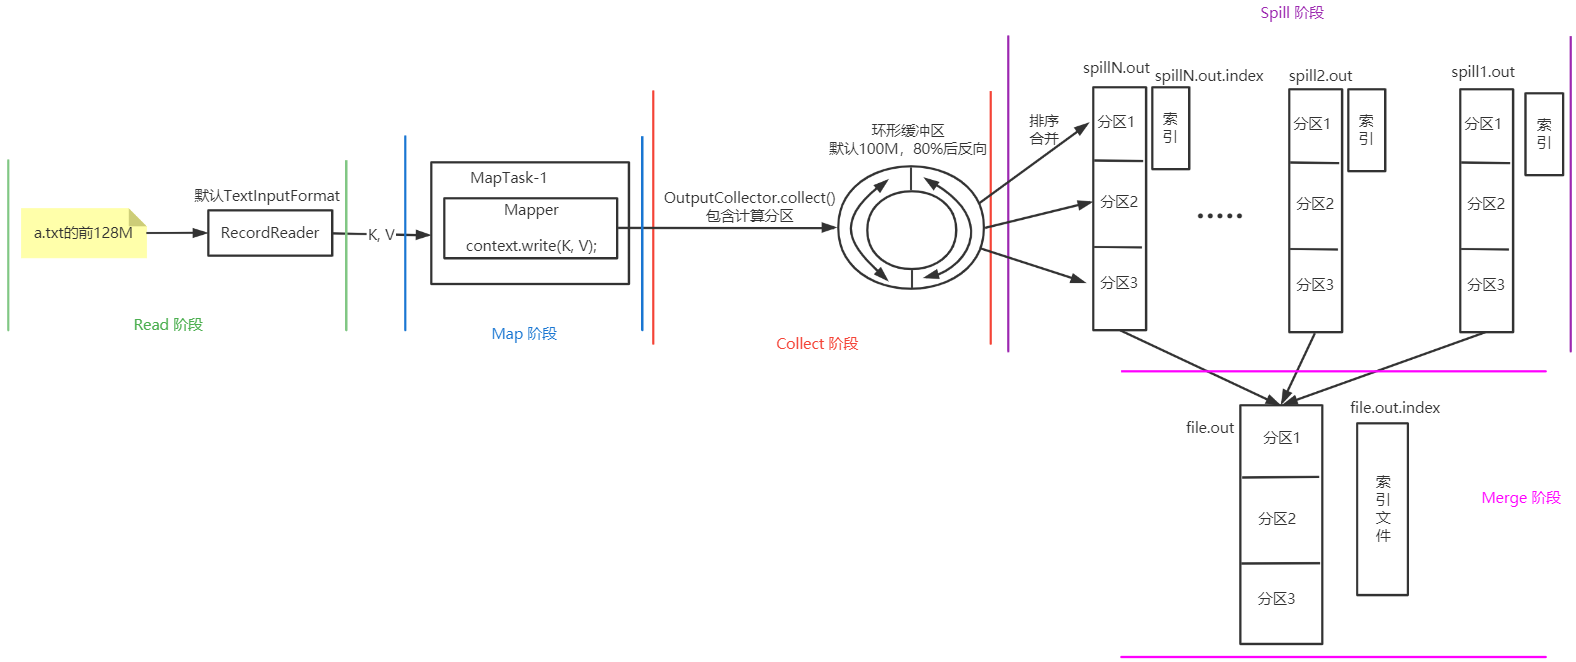 Spill 阶段
spillN.out
spillN.out.index
spill2.out
spill1.out
分区1
索
引
分区1
索
引
分区1
索
引
排序
合并
环形缓冲区
默认100M，80%后反向
MapTask-1
Mapper
context.write(K, V);
默认TextInputFormat
RecordReader
a.txt的前128M
K, V
OutputCollector.collect()
包含计算分区
分区2
•••••
分区2
分区2
分区3
分区3
分区3
Read 阶段
Map 阶段
Collect 阶段
file.out
file.out.index
分区1
索
引
文
件
Merge 阶段
分区2
分区3